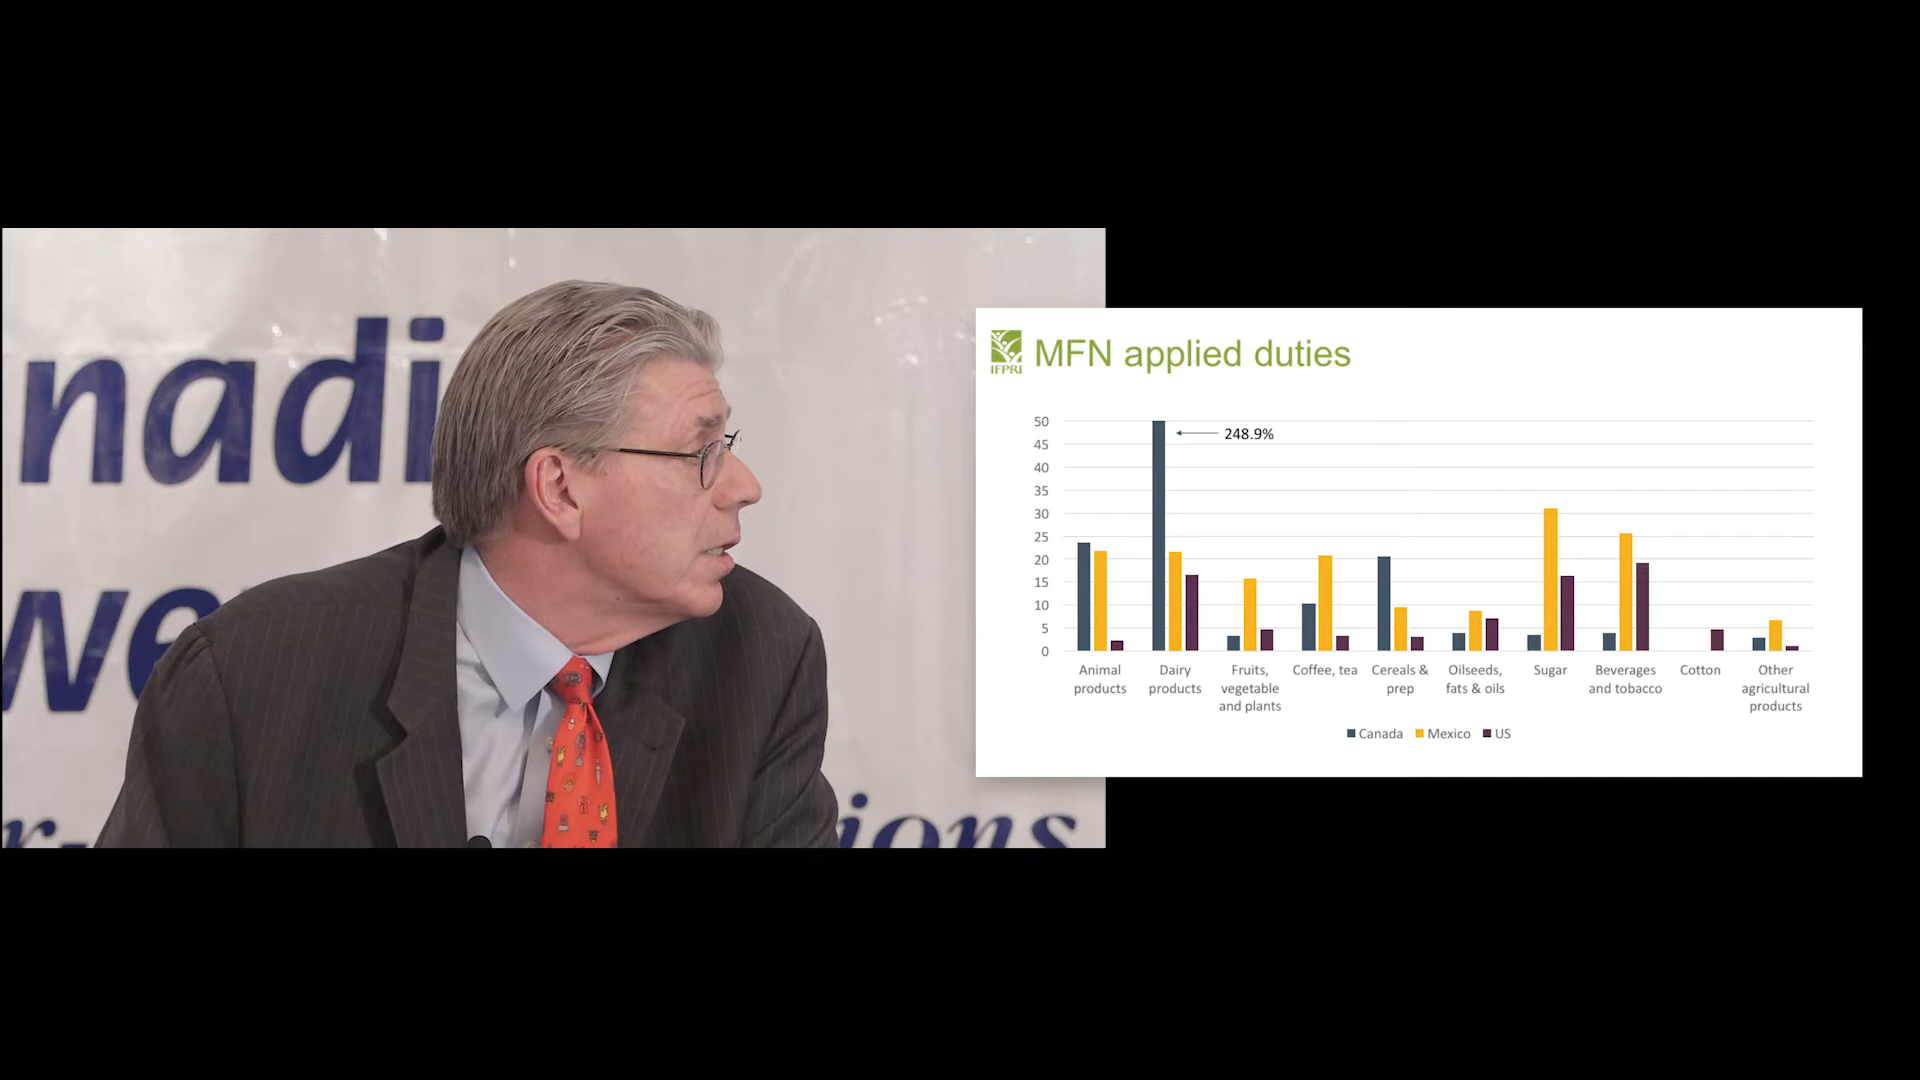 nadi
we
r-
ions
IFPRI
MFN applied duties
50
45
40
35
30
25
20
15
10
5
0
248.9%
Animal products
Dairy products
Fruits, vegetable and plants
Coffee, tea
Cereals & prep
Oilseeds, fats & oils
Sugar
Beverages and tobacco
Cotton
Other agricultural products
Canada Mexico US